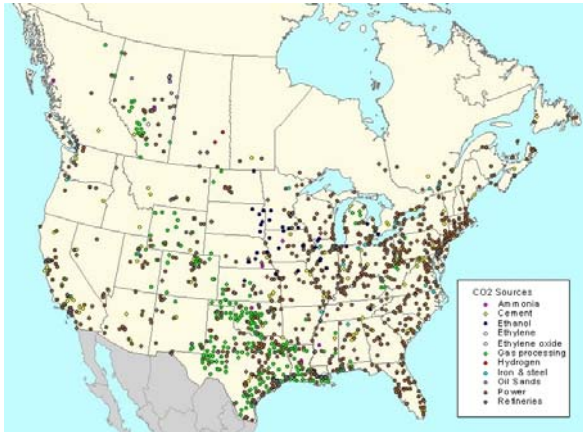 CO2 Sources
Ammonia
Cement
Ethanol
Ethylene
Ethylene oxide
Gas processing
Hydrogen
Iron & steel
Oil Sands
Power
Refineries